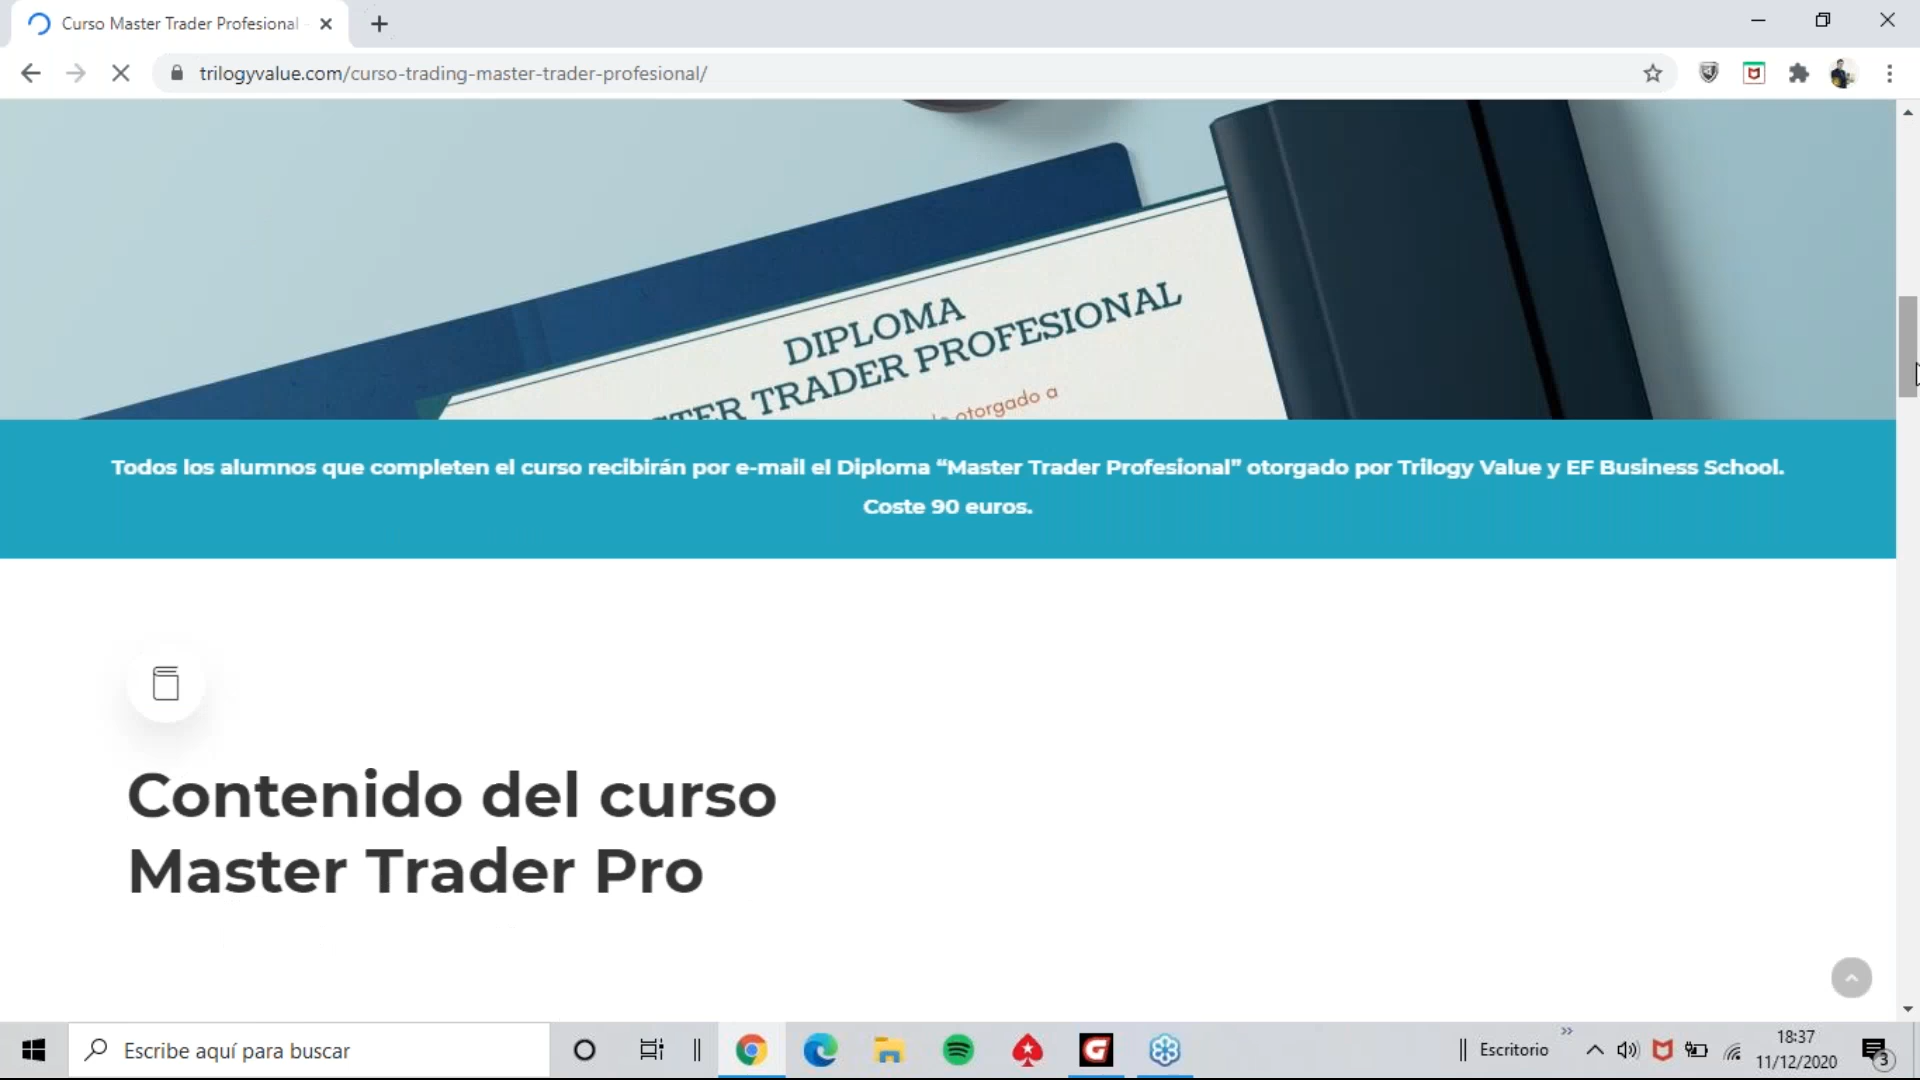 Curso Master Trader Profesional
trilogyvalue.com/curso-trading-master-trader-profesional/
DIPLOMA
TRADER PROFESIONAL
otorgado a
Todos los alumnos que completen el curso recibirán por e-mail el Diploma “Master Trader Profesional” otorgado por Trilogy Value y EF Business School.
Coste 90 euros.
Contenido del curso
Master Trader Pro
Escribe aquí para buscar
Escritorio
18:37
11/12/2020
3